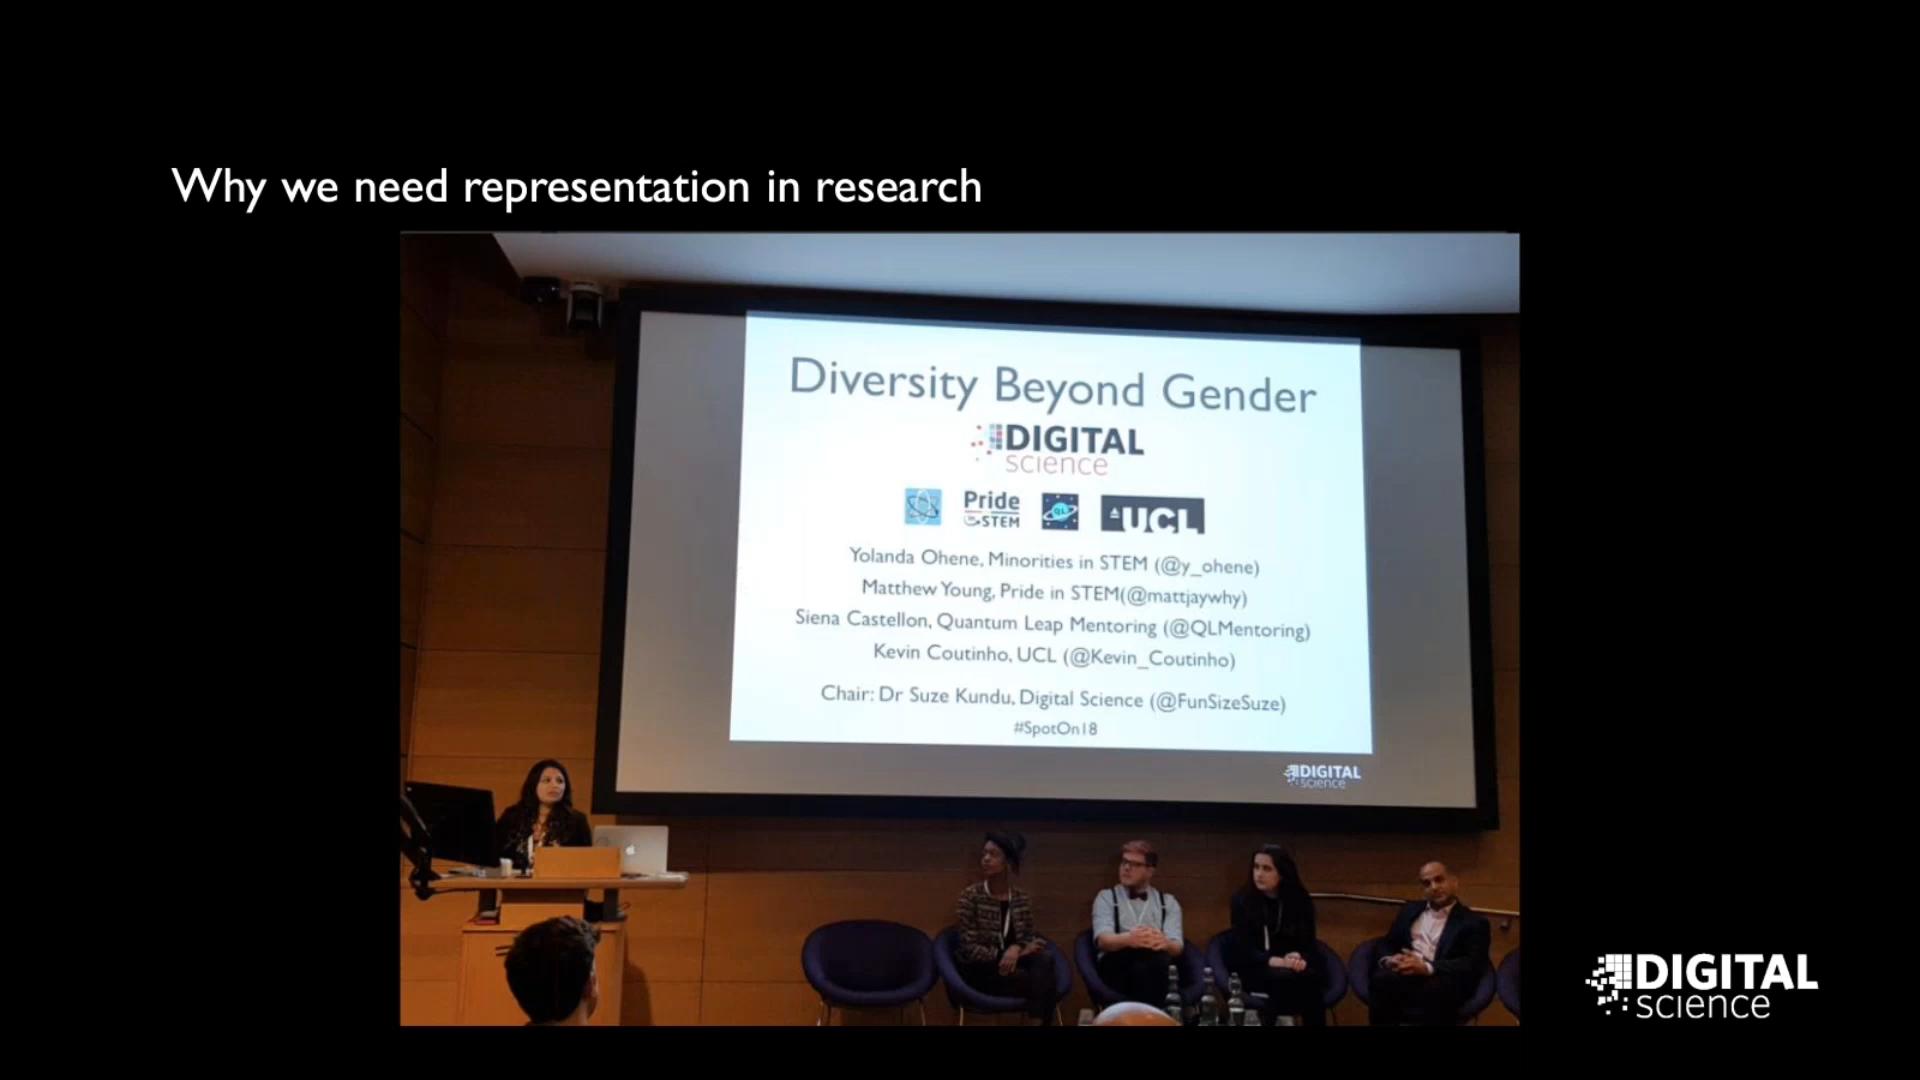 Why we need representation in research
Diversity Beyond Gender
DIGITAL
science
Pride
in STEM
QL
UCL
Yolanda Ohene, Minorities in STEM (@y_ohene)
Matthew Young, Pride in STEM(@mattjaywhy)
Siena Castellon, Quantum Leap Mentoring (@QLMentoring)
Kevin Coutinho, UCL (@Kevin_Coutinho)
Chair: Dr Suze Kundu, Digital Science (@FunSizeSuze)
#SpotOn18
DIGITAL
science
DIGITAL
science